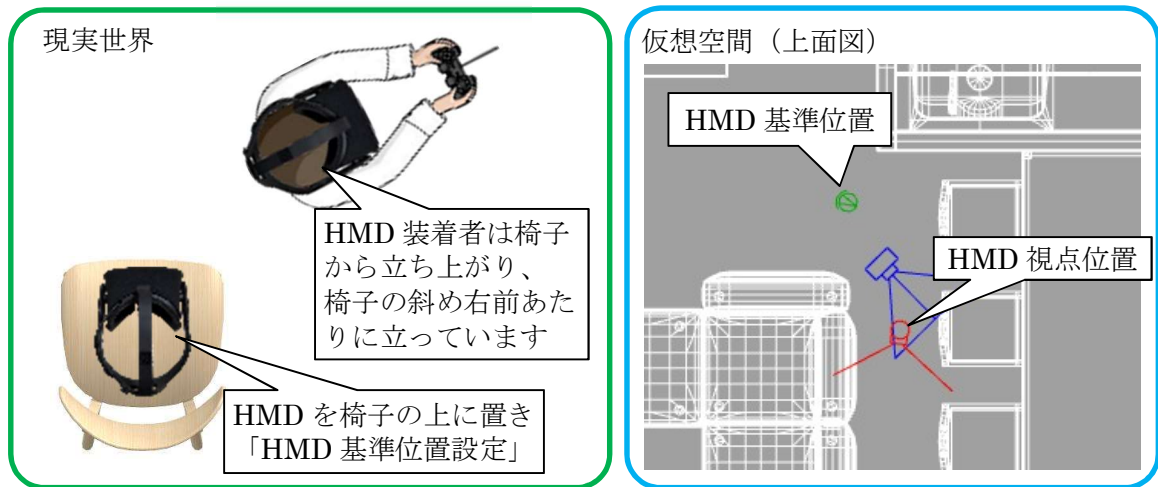 現実世界
HMD 装着者は椅子
から立ち上がり、
椅子の斜め右前あた
りに立っています
HMD を椅子の上に置き
「HMD 基準位置設定」
仮想空間（上面図）
HMD 基準位置
HMD 視点位置